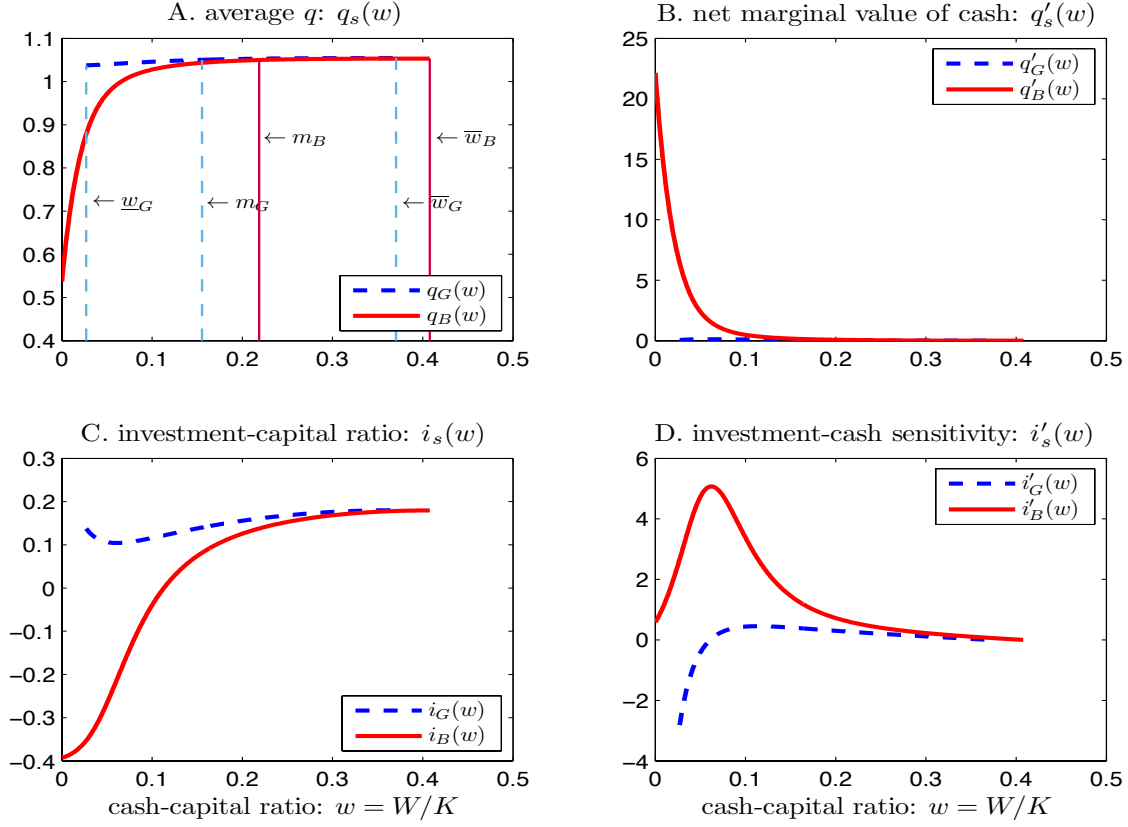 A. average q: q_s(w)
1.1
1
0.9
0.8
0.7
0.6
0.5
0.4
0
0.1
0.2
0.3
0.4
0.5
← w̲_G
← m_G
← m_B
← w̅_G
← w̅_B
q_G(w)
q_B(w)
B. net marginal value of cash: q′_s(w)
25
20
15
10
5
0
0
0.1
0.2
0.3
0.4
0.5
q′_G(w)
q′_B(w)
C. investment-capital ratio: i_s(w)
0.3
0.2
0.1
0
−0.1
−0.2
−0.3
−0.4
0
0.1
0.2
0.3
0.4
0.5
i_G(w)
i_B(w)
cash-capital ratio: w = W/K
D. investment-cash sensitivity: i′_s(w)
6
4
2
0
−2
−4
0
0.1
0.2
0.3
0.4
0.5
i′_G(w)
i′_B(w)
cash-capital ratio: w = W/K